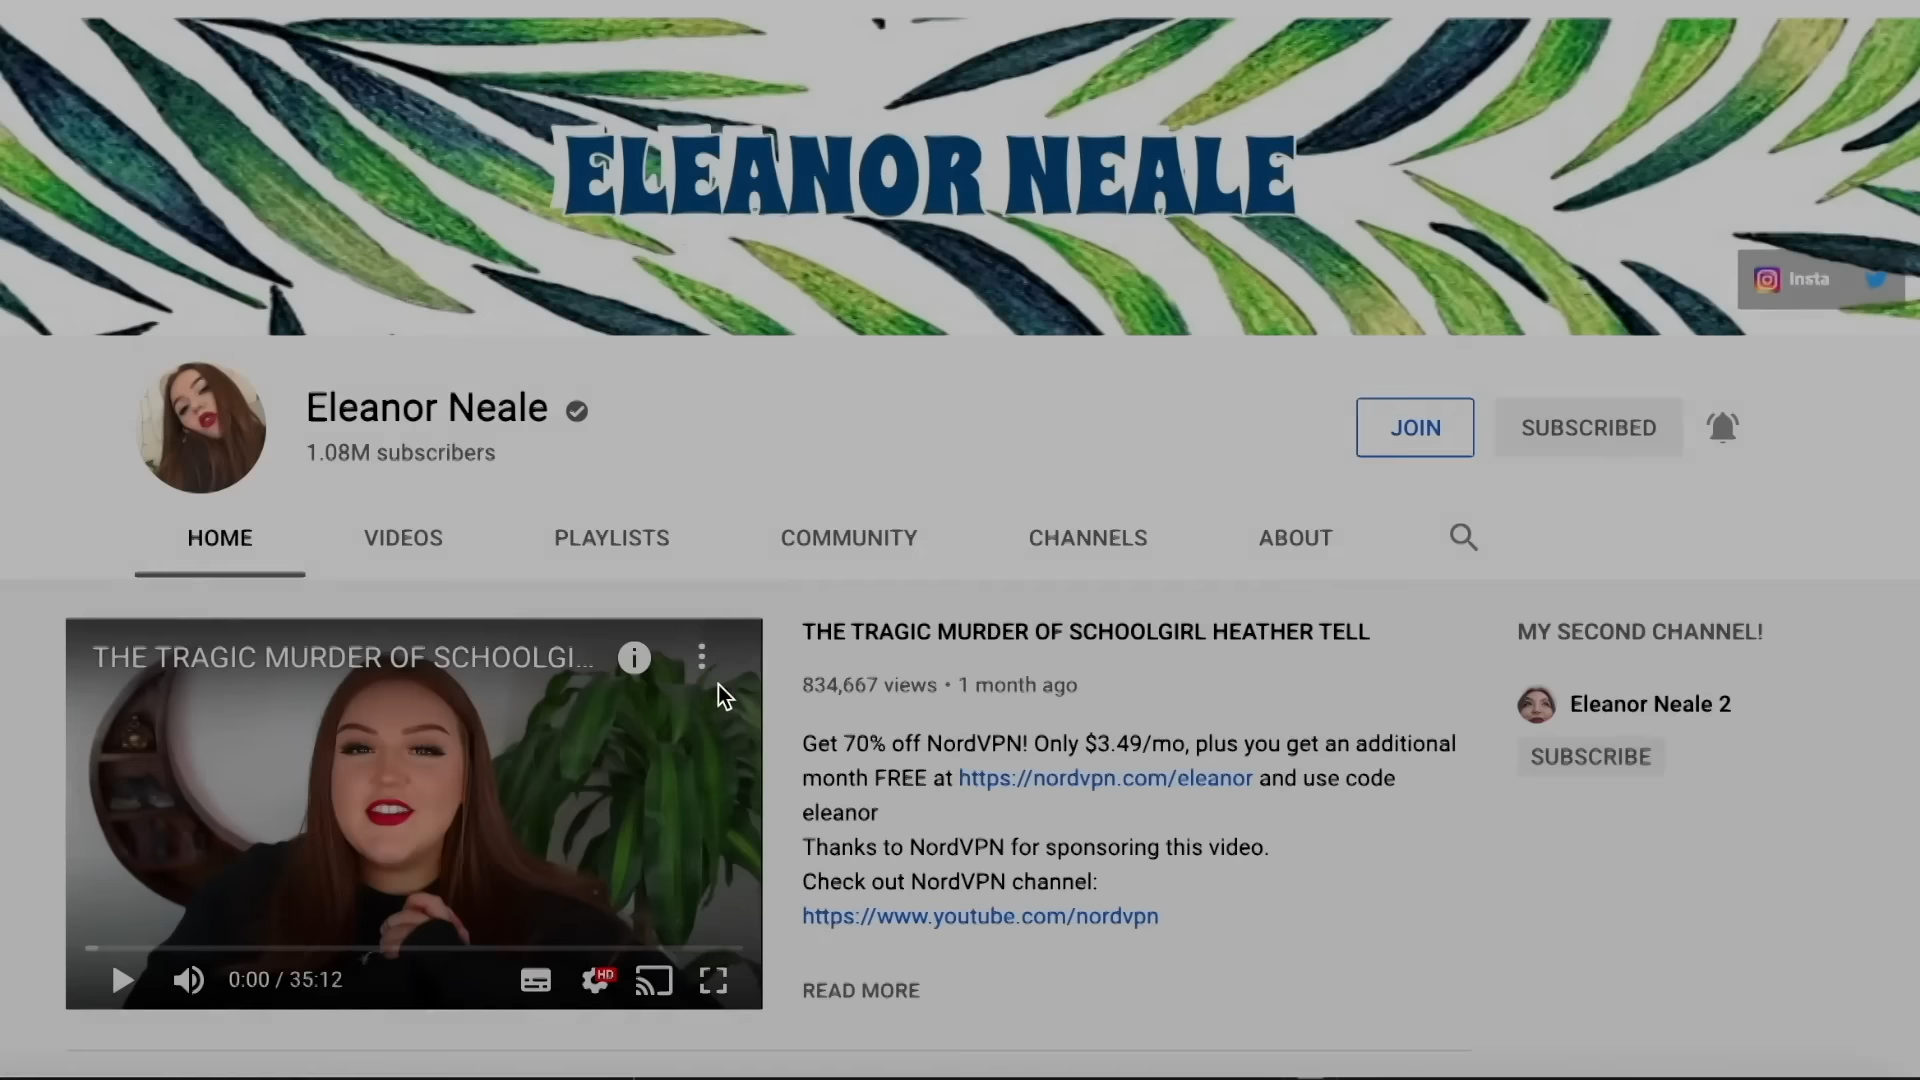 ELEANOR NEALE
Insta
Eleanor Neale
1.08M subscribers
JOIN
SUBSCRIBED
HOME
VIDEOS
PLAYLISTS
COMMUNITY
CHANNELS
ABOUT
THE TRAGIC MURDER OF SCHOOLGI...
0:00 / 35:12
HD
THE TRAGIC MURDER OF SCHOOLGIRL HEATHER TELL
834,667 views • 1 month ago
Get 70% off NordVPN! Only $3.49/mo, plus you get an additional
month FREE at https://nordvpn.com/eleanor and use code
eleanor
Thanks to NordVPN for sponsoring this video.
Check out NordVPN channel:
https://www.youtube.com/nordvpn
READ MORE
MY SECOND CHANNEL!
Eleanor Neale 2
SUBSCRIBE